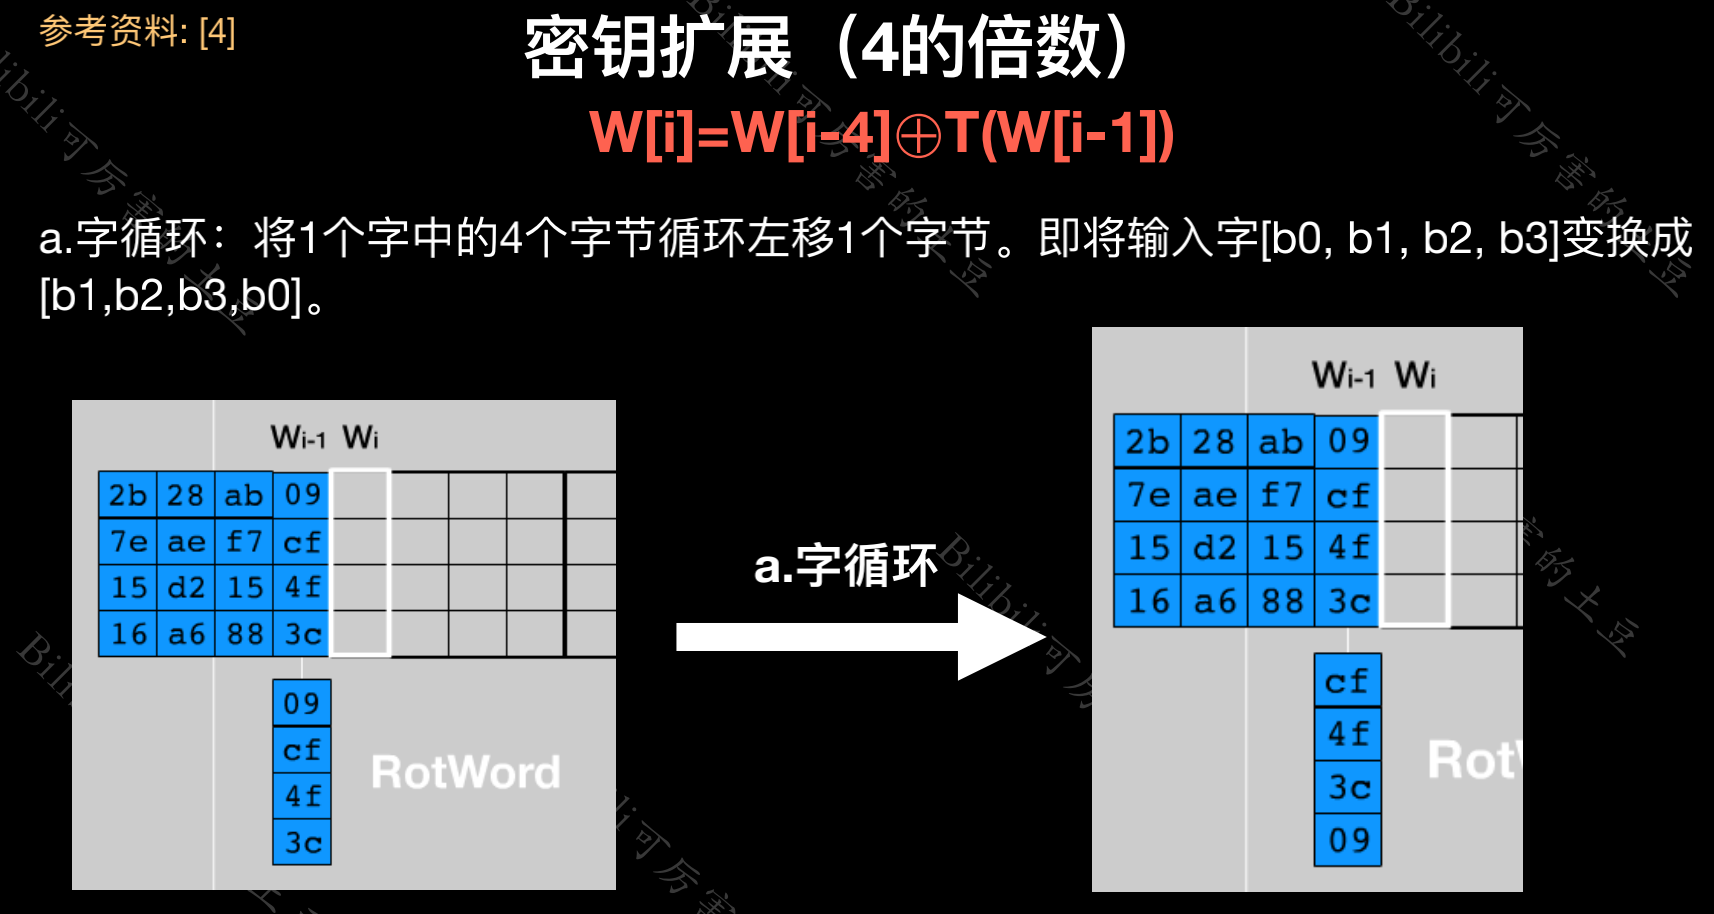 参考资料: [4]
密钥扩展（4的倍数）
W[i]=W[i-4]⊕T(W[i-1])
a.字循环：将1个字中的4个字节循环左移1个字节。即将输入字[b0, b1, b2, b3]变换成
[b1,b2,b3,b0]。
Wi-1 Wi
2b 28 ab 09
7e ae f7 cf
15 d2 15 4f
16 a6 88 3c
09
cf
4f
3c
RotWord
a.字循环
Wi-1 Wi
2b 28 ab 09
7e ae f7 cf
15 d2 15 4f
16 a6 88 3c
cf
4f
3c
09
Rot
Bilibili可厉害的土豆